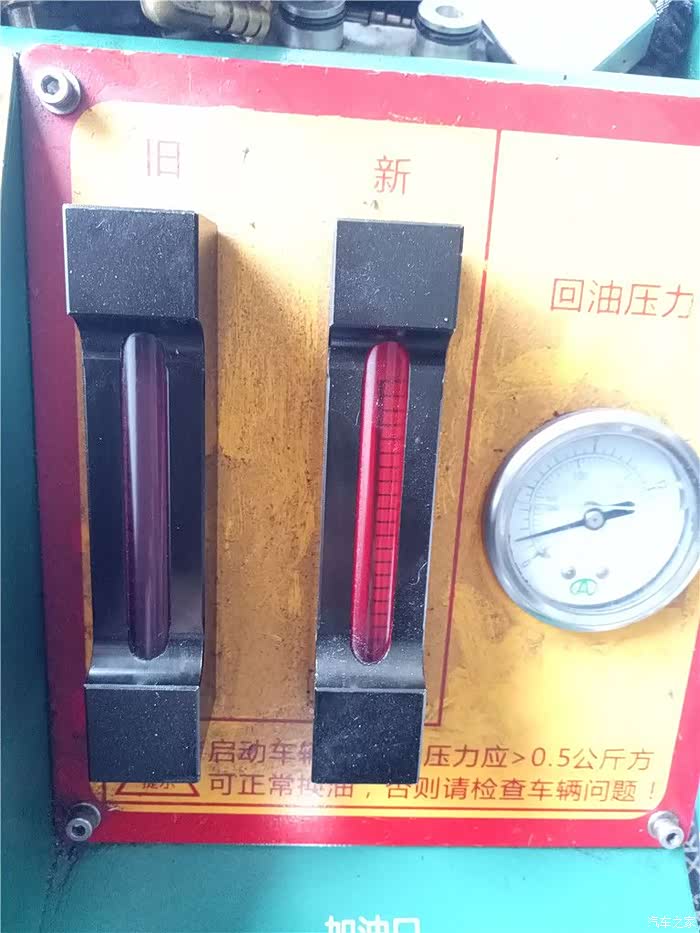 旧
新
回油压力
启动车辆 压力应>0.5公斤方
提示
可正常换油，否则请检查车辆问题！
加油口
汽车之家